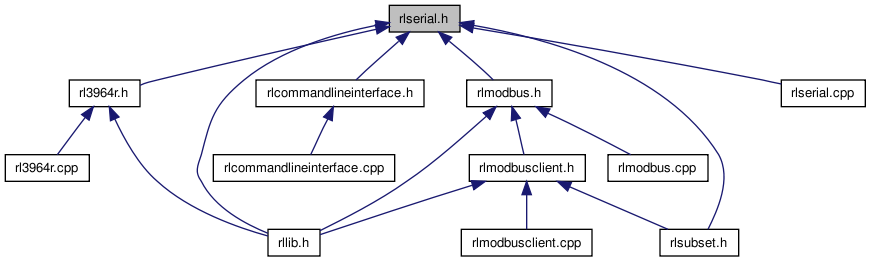 rlserial.h
rl3964r.h
rlcommandlineinterface.h
rlmodbus.h
rlserial.cpp
rl3964r.cpp
rlcommandlineinterface.cpp
rlmodbusclient.h
rlmodbus.cpp
rllib.h
rlmodbusclient.cpp
rlsubset.h